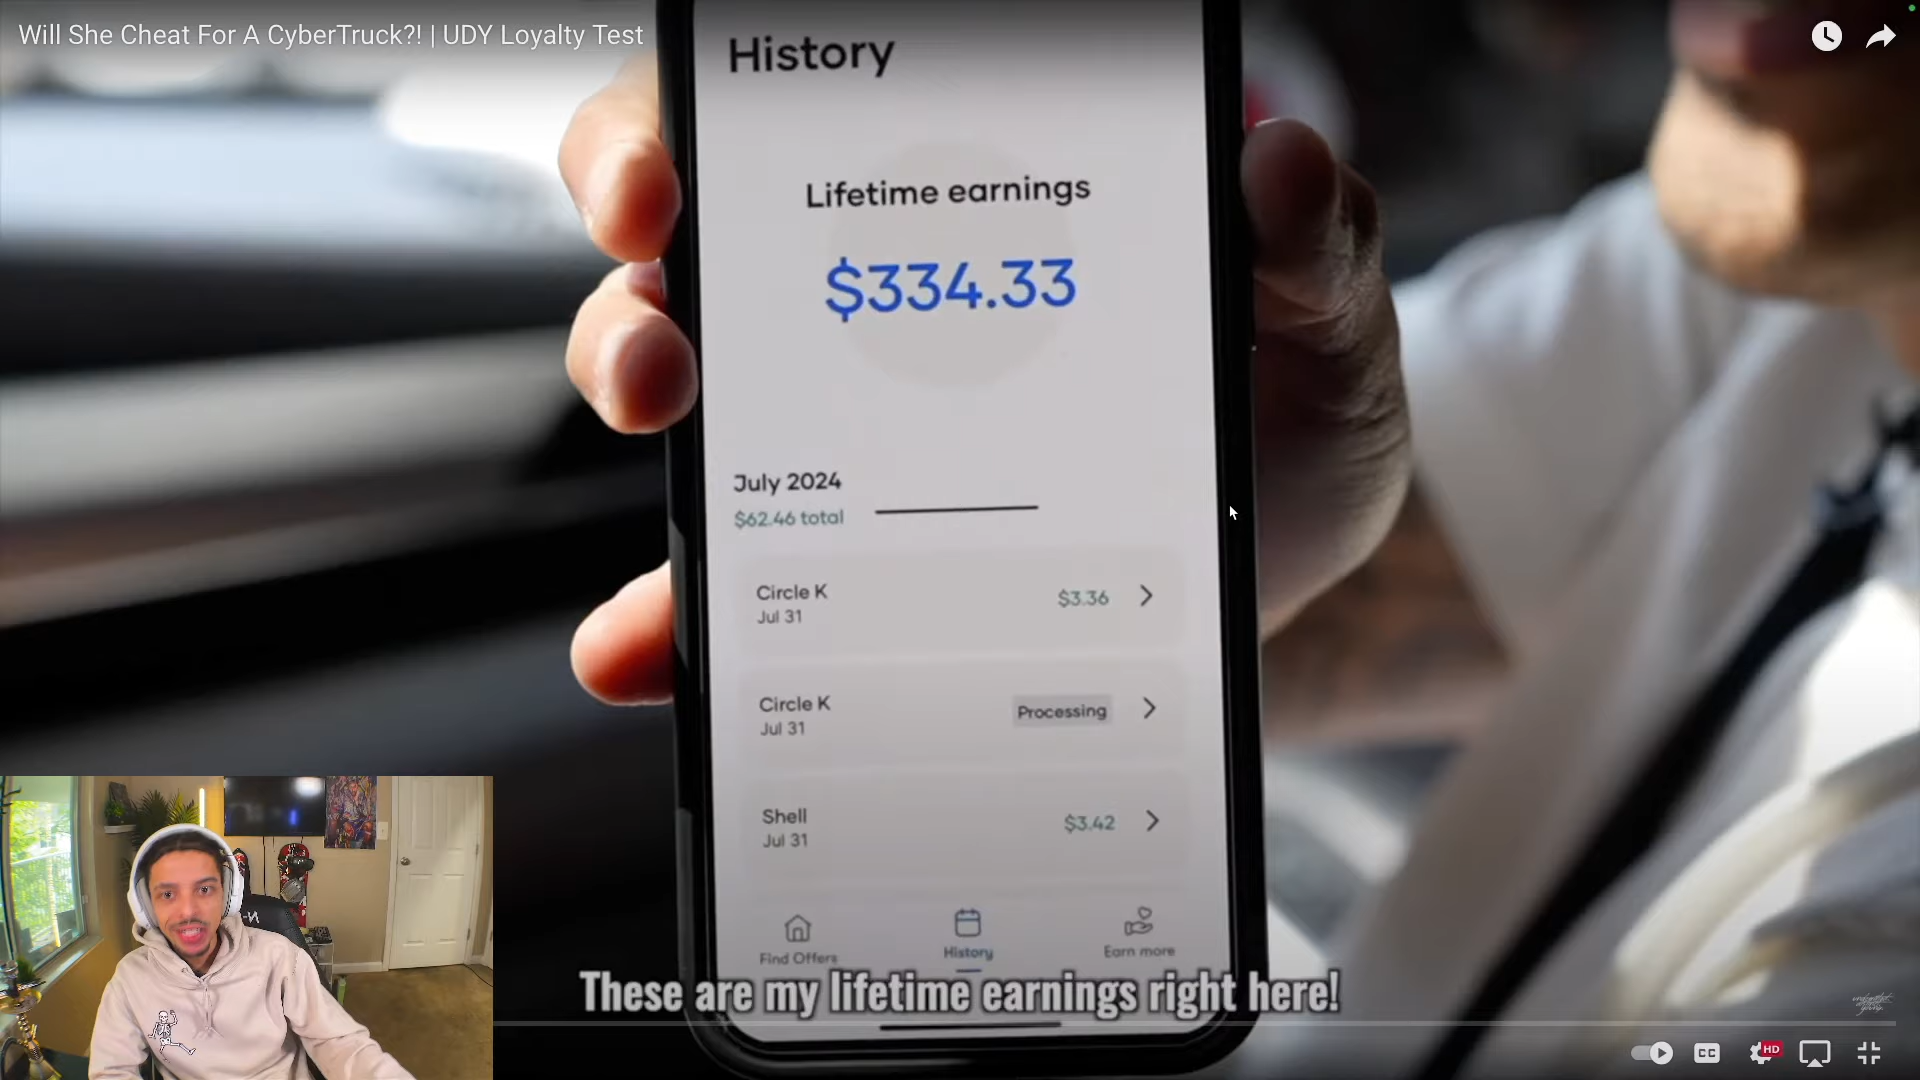 Will She Cheat For A CyberTruck?! | UDY Loyalty Test
History
Lifetime earnings
$334.33
July 2024
$62.46 total
Circle K
$3.36
Jul 31
Circle K
Processing
Jul 31
Shell
$3.42
Jul 31
Find Offers
History
Earn more
These are my lifetime earnings right here!
CC
HD